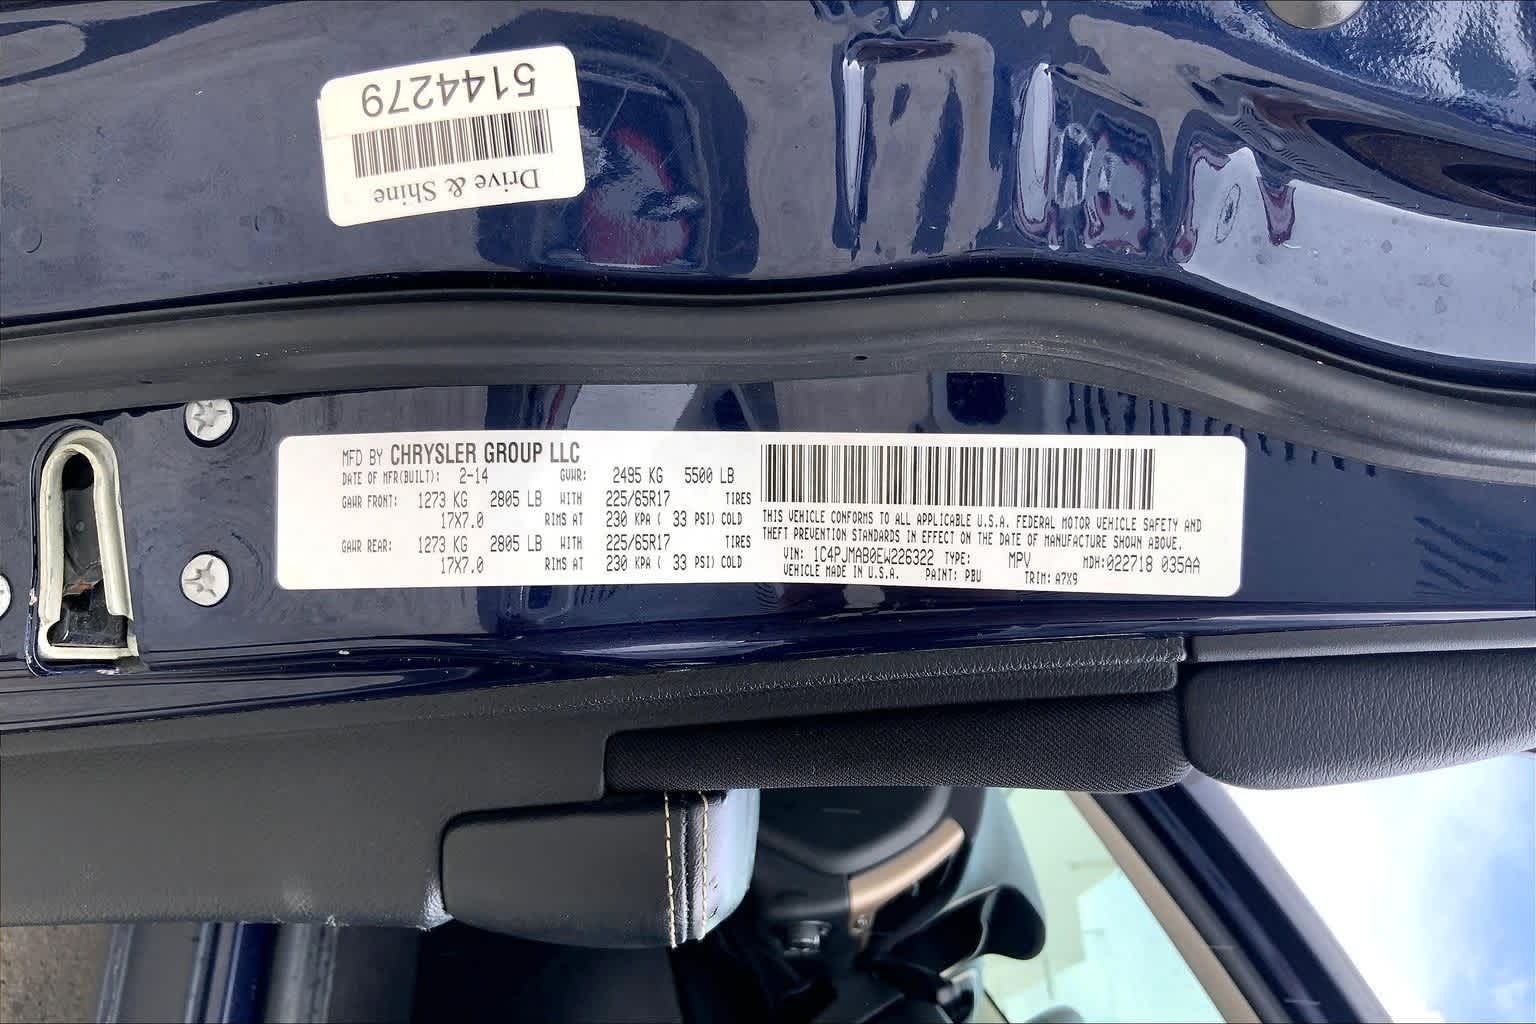 5144279
Drive & Shine
MFD BY CHRYSLER GROUP LLC
DATE OF MFR(BUILT): 2-14 GVWR: 2495 KG 5500 LB
GAWR FRONT: 1273 KG 2805 LB WITH 225/65R17 TIRES
17X7.0 RIMS AT 230 KPA ( 33 PSI) COLD
GAWR REAR: 1273 KG 2805 LB WITH 225/65R17 TIRES
17X7.0 RIMS AT 230 KPA ( 33 PSI) COLD
THIS VEHICLE CONFORMS TO ALL APPLICABLE U.S.A. FEDERAL MOTOR VEHICLE SAFETY AND
THEFT PREVENTION STANDARDS IN EFFECT ON THE DATE OF MANUFACTURE SHOWN ABOVE.
VIN: 1C4PJMAB0EW226322 TYPE: MPV MDH:022718 035AA
VEHICLE MADE IN U.S.A. PAINT: PBU TRIM: A7X9